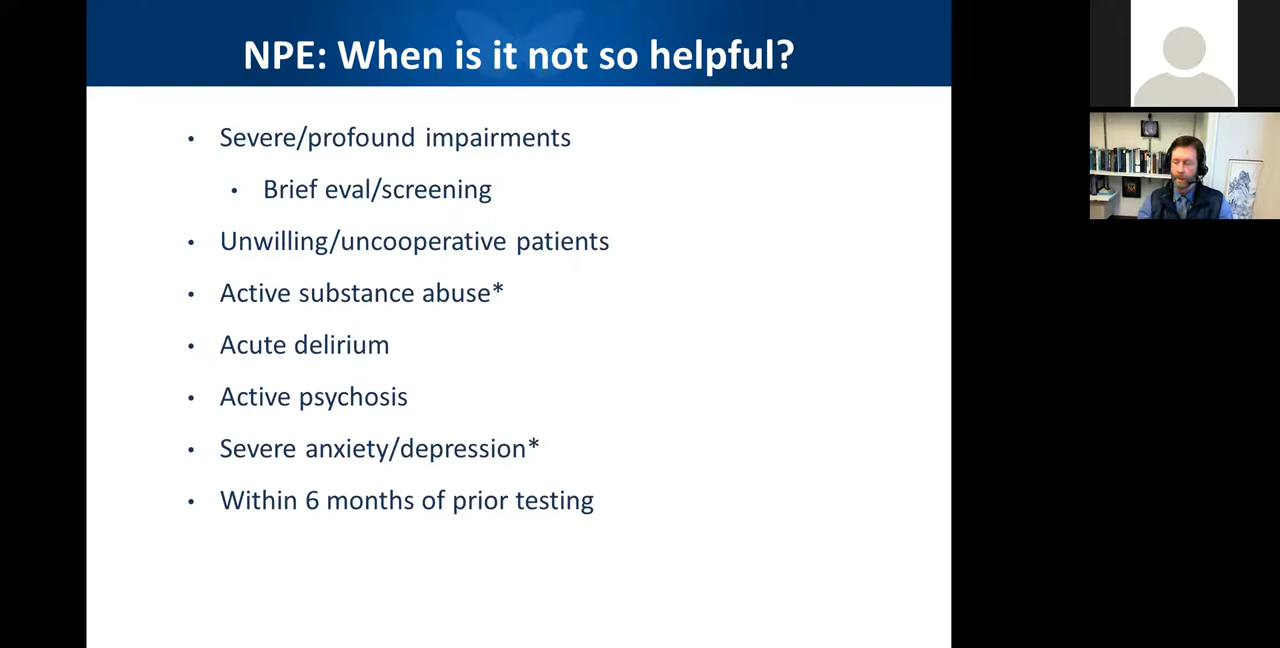 NPE: When is it not so helpful?
• Severe/profound impairments
• Brief eval/screening
• Unwilling/uncooperative patients
• Active substance abuse*
• Acute delirium
• Active psychosis
• Severe anxiety/depression*
• Within 6 months of prior testing